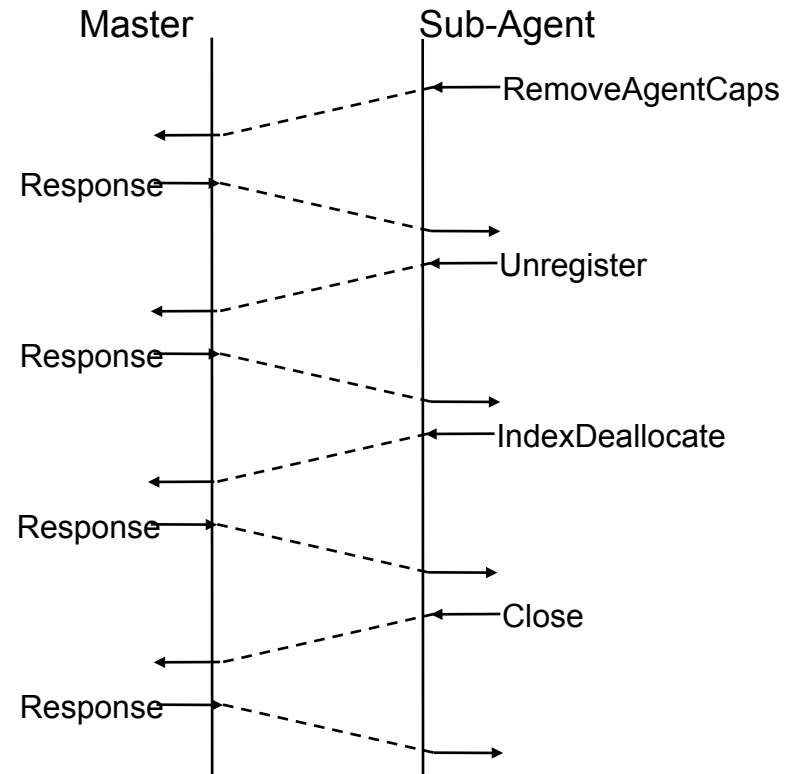 Master
Sub-Agent
RemoveAgentCaps
Response
Unregister
Response
IndexDeallocate
Response
Close
Response